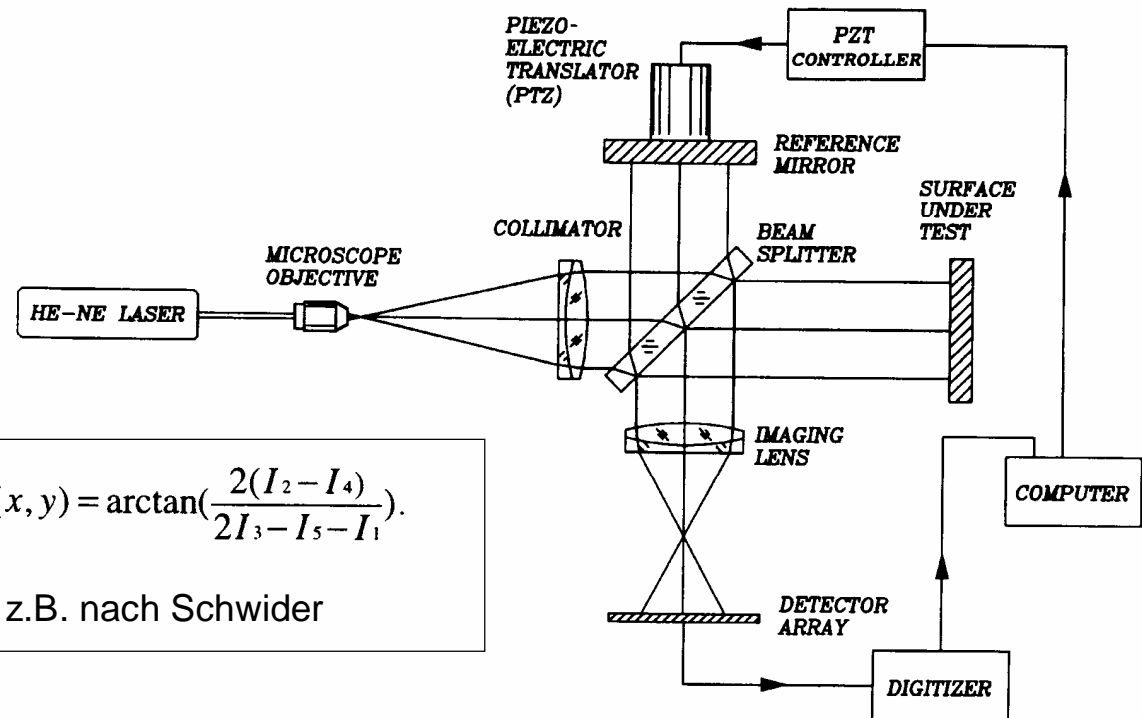 PIEZO-
ELECTRIC
TRANSLATOR
(PTZ)
PZT
CONTROLLER
REFERENCE
MIRROR
SURFACE
UNDER
TEST
COLLIMATOR
BEAM
SPLITTER
MICROSCOPE
OBJECTIVE
HE-NE LASER
IMAGING
LENS
COMPUTER
(x, y) = arctan(2(I₂ − I₄) / 2I₃ − I₅ − I₁).
z.B. nach Schwider
DETECTOR
ARRAY
DIGITIZER